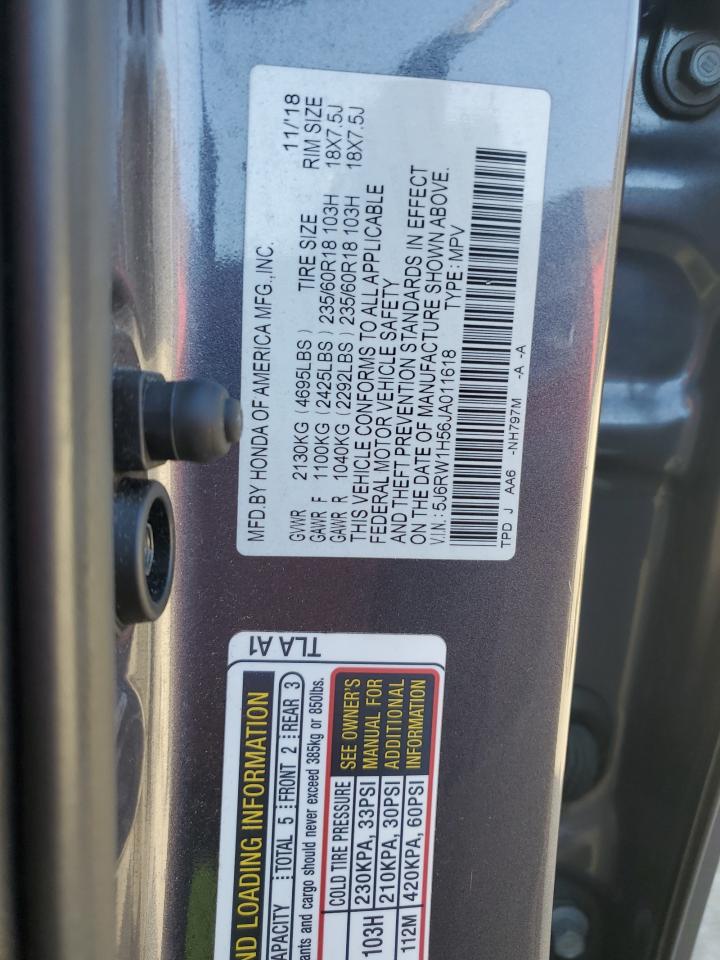 MFD.BY HONDA OF AMERICA MFG.,INC. 11/'18
GVWR 2130KG (4695LBS) TIRE SIZE RIM SIZE
GAWR F 1100KG (2425LBS) 235/60R18 103H 18X7.5J
GAWR R 1040KG (2292LBS) 235/60R18 103H 18X7.5J
THIS VEHICLE CONFORMS TO ALL APPLICABLE
FEDERAL MOTOR VEHICLE SAFETY
AND THEFT PREVENTION STANDARDS IN EFFECT
ON THE DATE OF MANUFACTURE SHOWN ABOVE.
V.I.N.: 5J6RW1H56JA011618 TYPE: MPV
TPD J AA6 -NH797M -A -A
TLA A1
ND LOADING INFORMATION
APACITY TOTAL 5 FRONT 2 REAR 3
ants and cargo should never exceed 385kg or 850lbs.
COLD TIRE PRESSURE
103H 230KPA, 33PSI
210KPA, 30PSI
112M 420KPA, 60PSI
SEE OWNER'S
MANUAL FOR
ADDITIONAL
INFORMATION